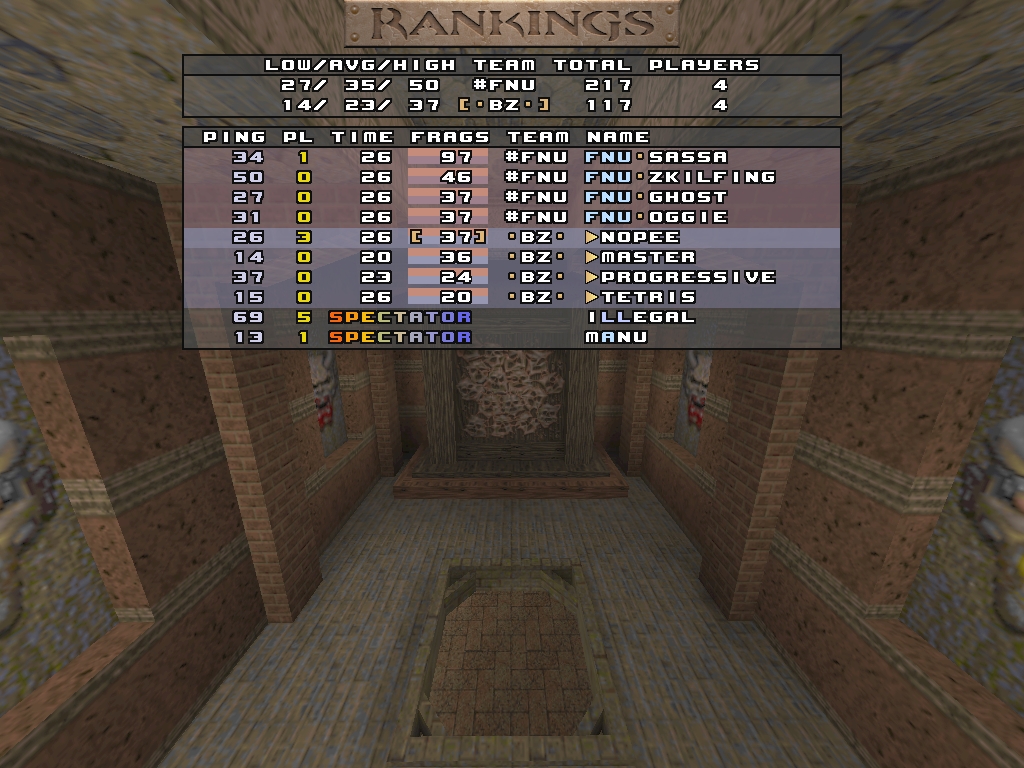 RANKINGS
LOW/AVG/HIGH TEAM TOTAL PLAYERS
27/ 35/ 50 #FNU 217 4
14/ 23/ 37 [·BZ·] 117 4
PING PL TIME FRAGS TEAM NAME
34 1 26 97 #FNU FNU·SASSA
50 0 26 46 #FNU FNU·ZKILFING
27 0 26 37 #FNU FNU·GHOST
31 0 26 37 #FNU FNU·OGGIE
26 3 26 [ 37] ·BZ· ▶NOPEE
14 0 20 36 ·BZ· ▶MASTER
37 0 23 24 ·BZ· ▶PROGRESSIVE
15 0 26 20 ·BZ· ▶TETRIS
69 5 SPECTATOR ILLEGAL
13 1 SPECTATOR MANU